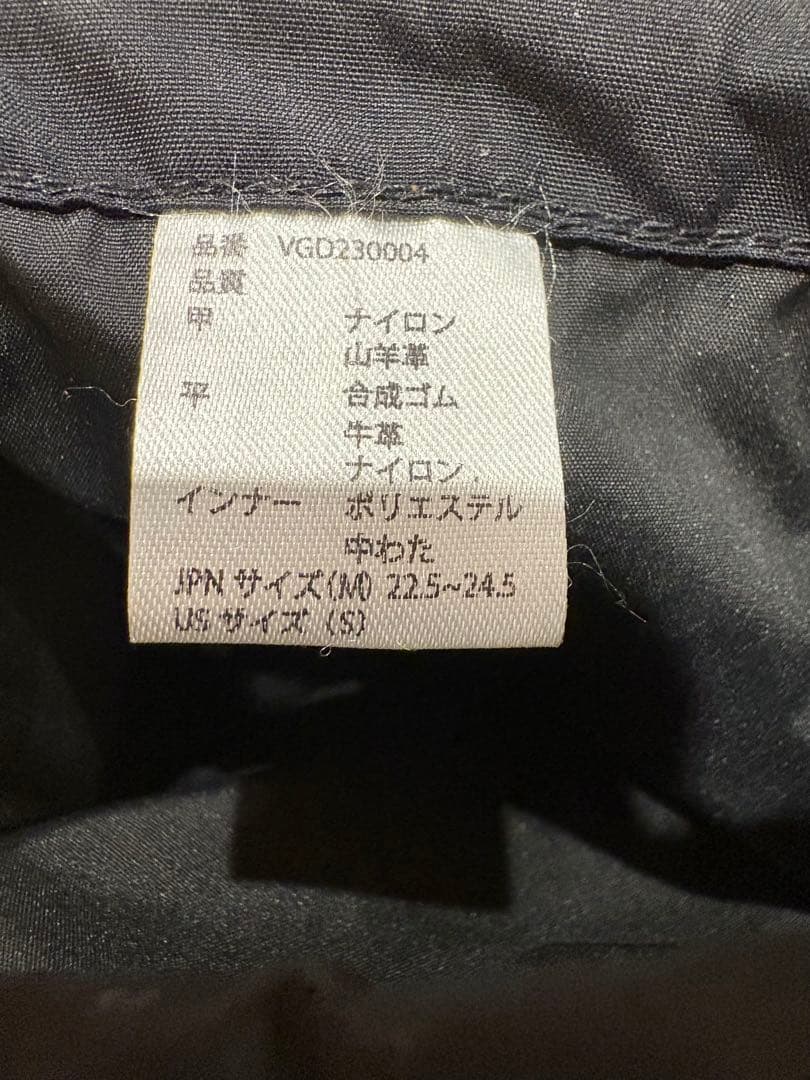 品番 VGD230004
品質
甲 ナイロン
山羊革
平 合成ゴム
牛革
ナイロン
インナー ポリエステル
中わた
JPN サイズ(M) 22.5~24.5
US サイズ (S)